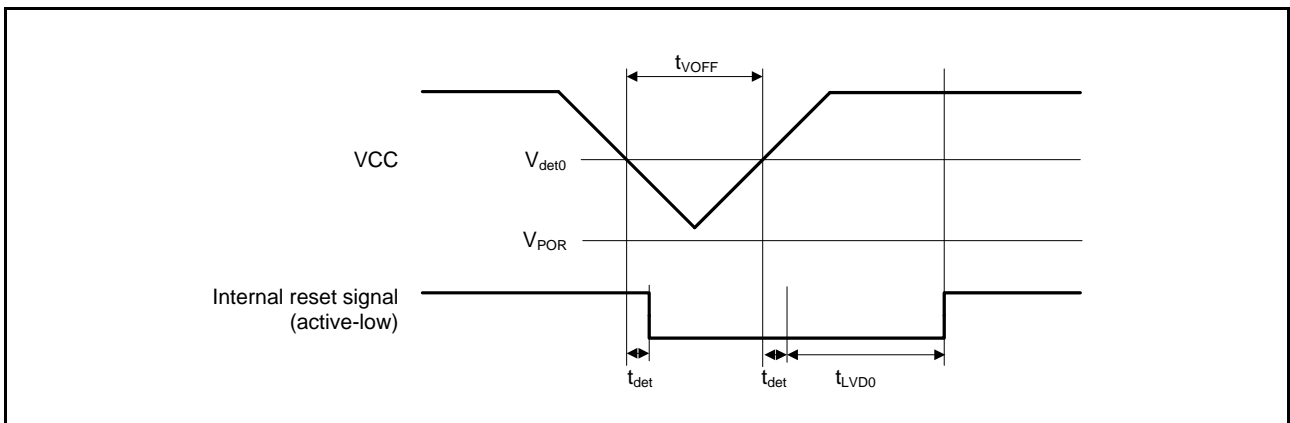 tVOFF
VCC
Vdet0
VPOR
Internal reset signal
(active-low)
tdet
tdet
tLVD0